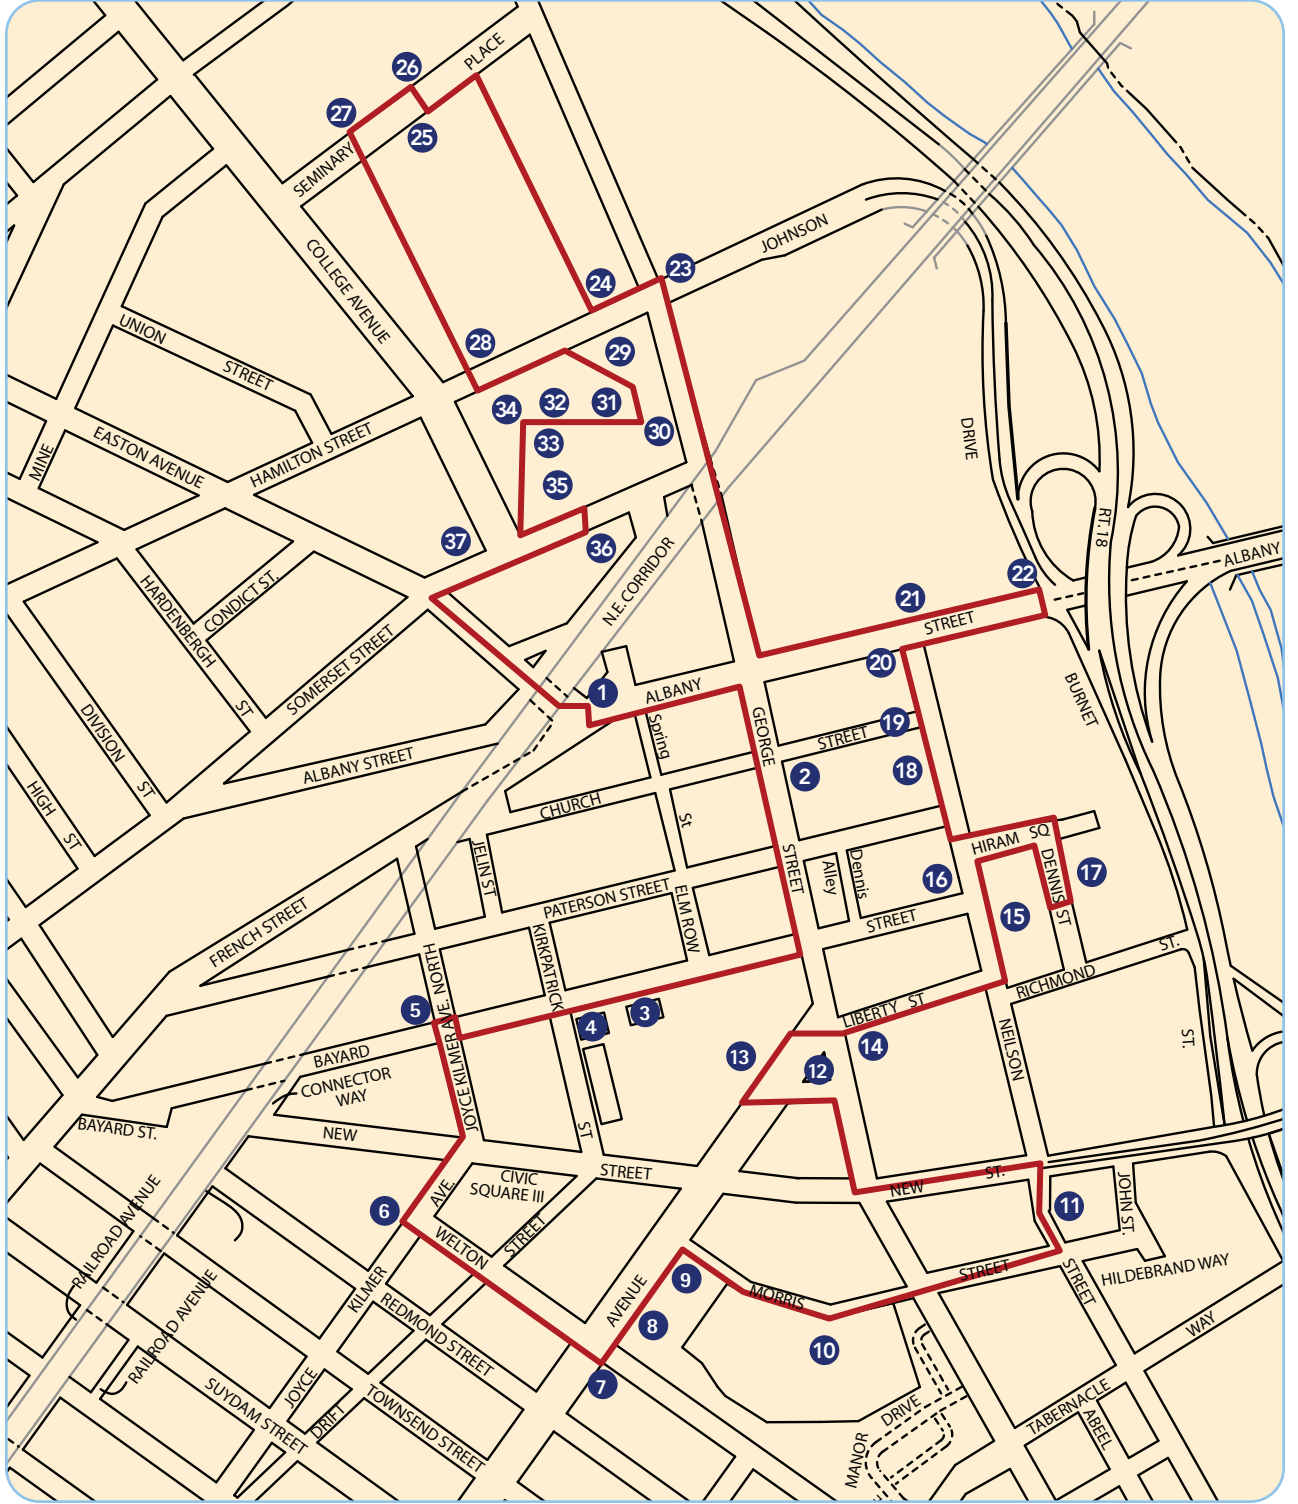 26
PLACE
27
25
SEMINARY
COLLEGE AVENUE
JOHNSON
23
24
UNION
STREET
28
29
34
32
31
30
33
35
36
37
MINE
EASTON AVENUE
HAMILTON STREET
DRIVE
RT.18
ALBANY
22
21
STREET
N.E. CORRIDOR
HARDENBERGH
ST
CONDICT ST.
SOMERSET STREET
20
BURNET
1
ALBANY
DIVISION
ST
Spring
GEORGE
19
STREET
2
18
ALBANY STREET
HIGH
ST
CHURCH
St
HIRAM SQ
JELIN ST
STREET
Alley
Dennis
16
DENNIS
ST
17
PATERSON STREET
ELM ROW
STREET
15
FRENCH STREET
KIRKPATRICK
ST.
RICHMOND
5
JOYCE KILMER AVE. NORTH
3
4
LIBERTY ST
BAYARD
13
14
NEILSON
ST.
12
CONNECTOR
WAY
BAYARD ST.
NEW
ST
STREET
CIVIC
SQUARE III
ST.
NEW
11
JOHN ST.
RAILROAD AVENUE
6
AVE.
WELTON
STREET
HILDEBRAND WAY
STREET
STREET
9
MORRIS
RAILROAD AVENUE
KILMER
REDMOND STREET
AVENUE
8
10
WAY
7
JOYCE
DRIFT
SUYDAM STREET
TOWNSEND STREET
DRIVE
MANOR
TABERNACLE
ABEEL